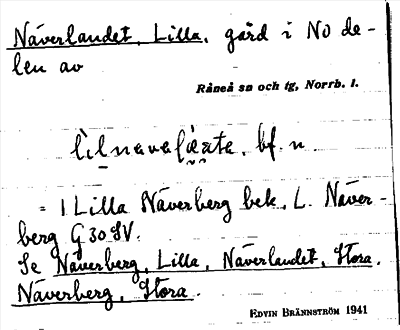 Näverlandet, Lilla, gård i NO de-
len av
Råneå sn och tg, Norrb. l.
bf. n.
= 1 Lilla Näverberg bek, L. Näver-
berg G 30 SV.
Se Näverberg, Lilla, Näverlandet, Stora,
Näverberg, Stora.
EDVIN BRÄNNSTRÖM 1941